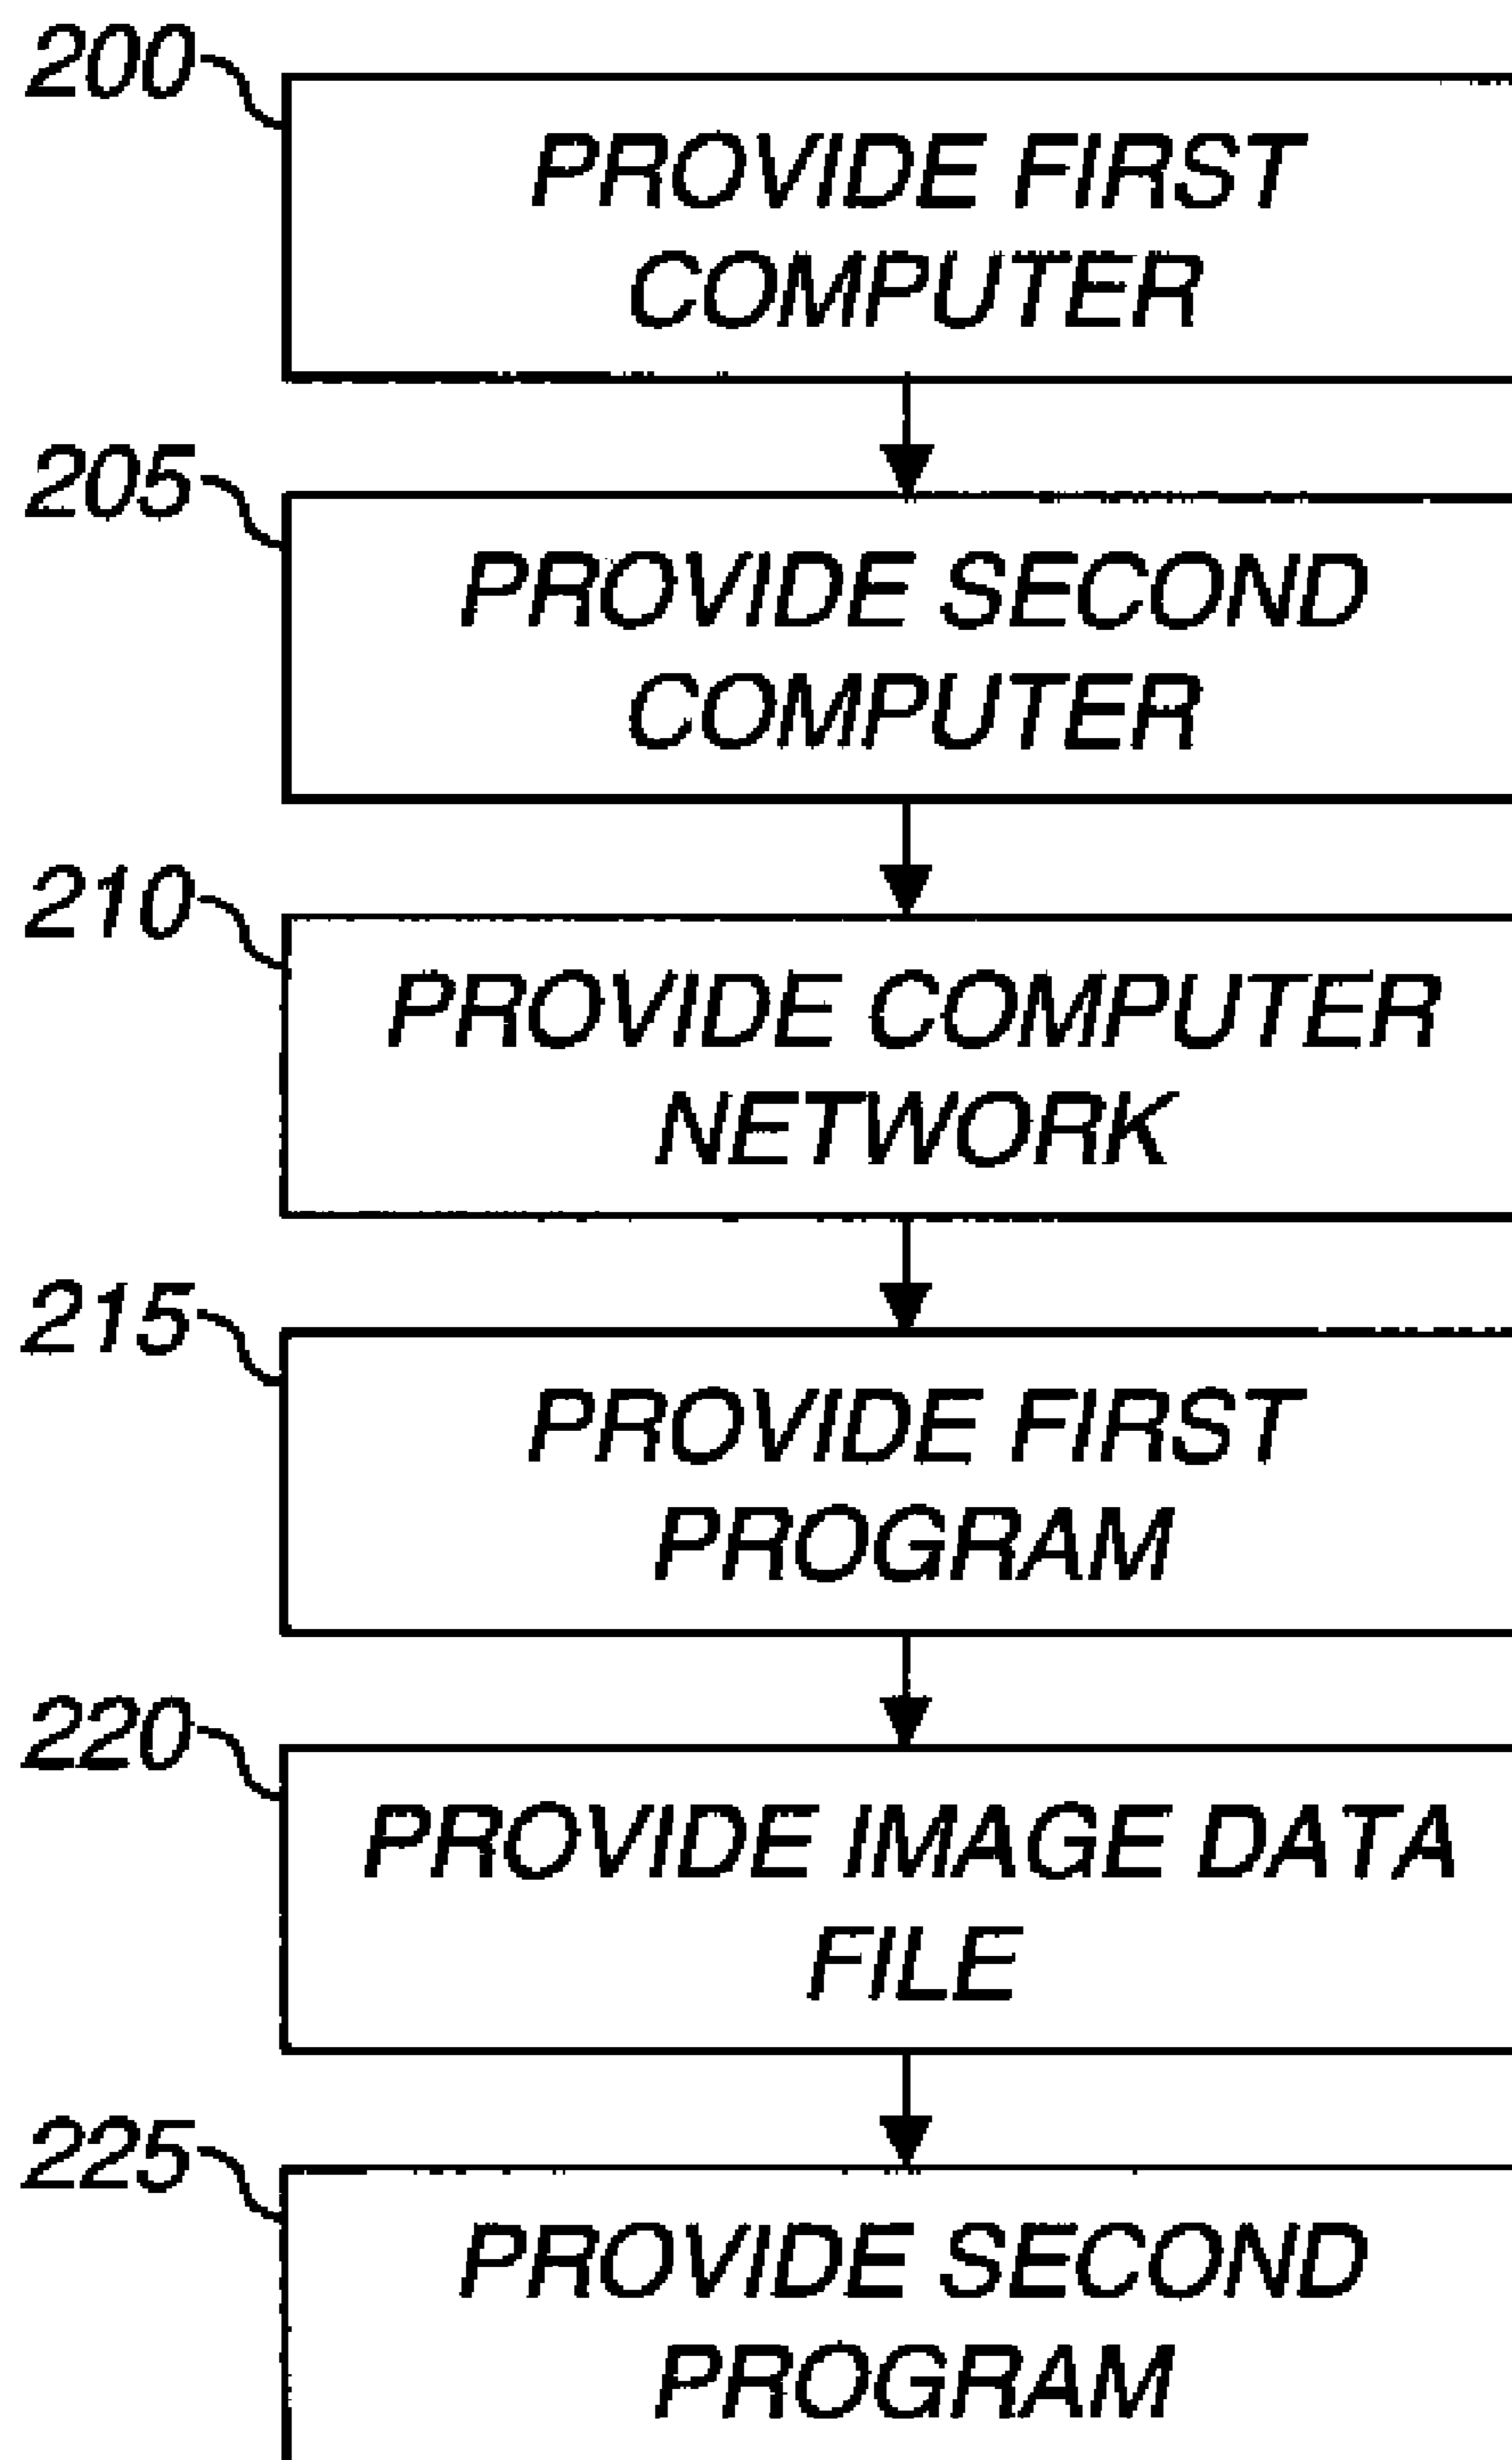 200
PROVIDE FIRST
COMPUTER
205
PROVIDE SECOND
COMPUTER
210
PROVIDE COMPUTER
NETWORK
215
PROVIDE FIRST
PROGRAM
220
PROVIDE IMAGE DATA
FILE
225
PROVIDE SECOND
PROGRAM